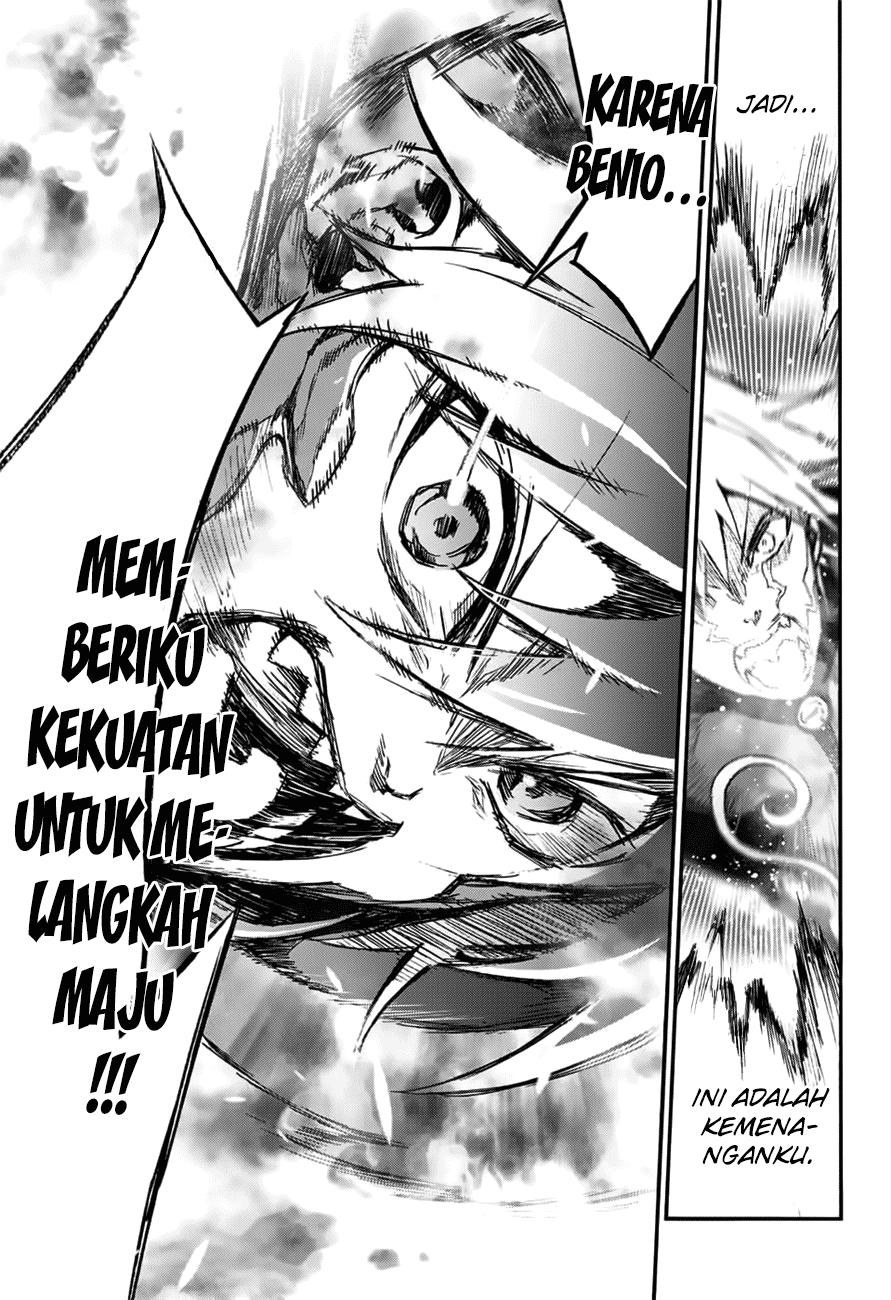 JADI...
INI ADALAH
KEMENA-
NGANKU.
KARENA
BENIO...
MEM-
BERIKU
KEKUATAN
UNTUK ME-
LANGKAH
MAJU
!!!